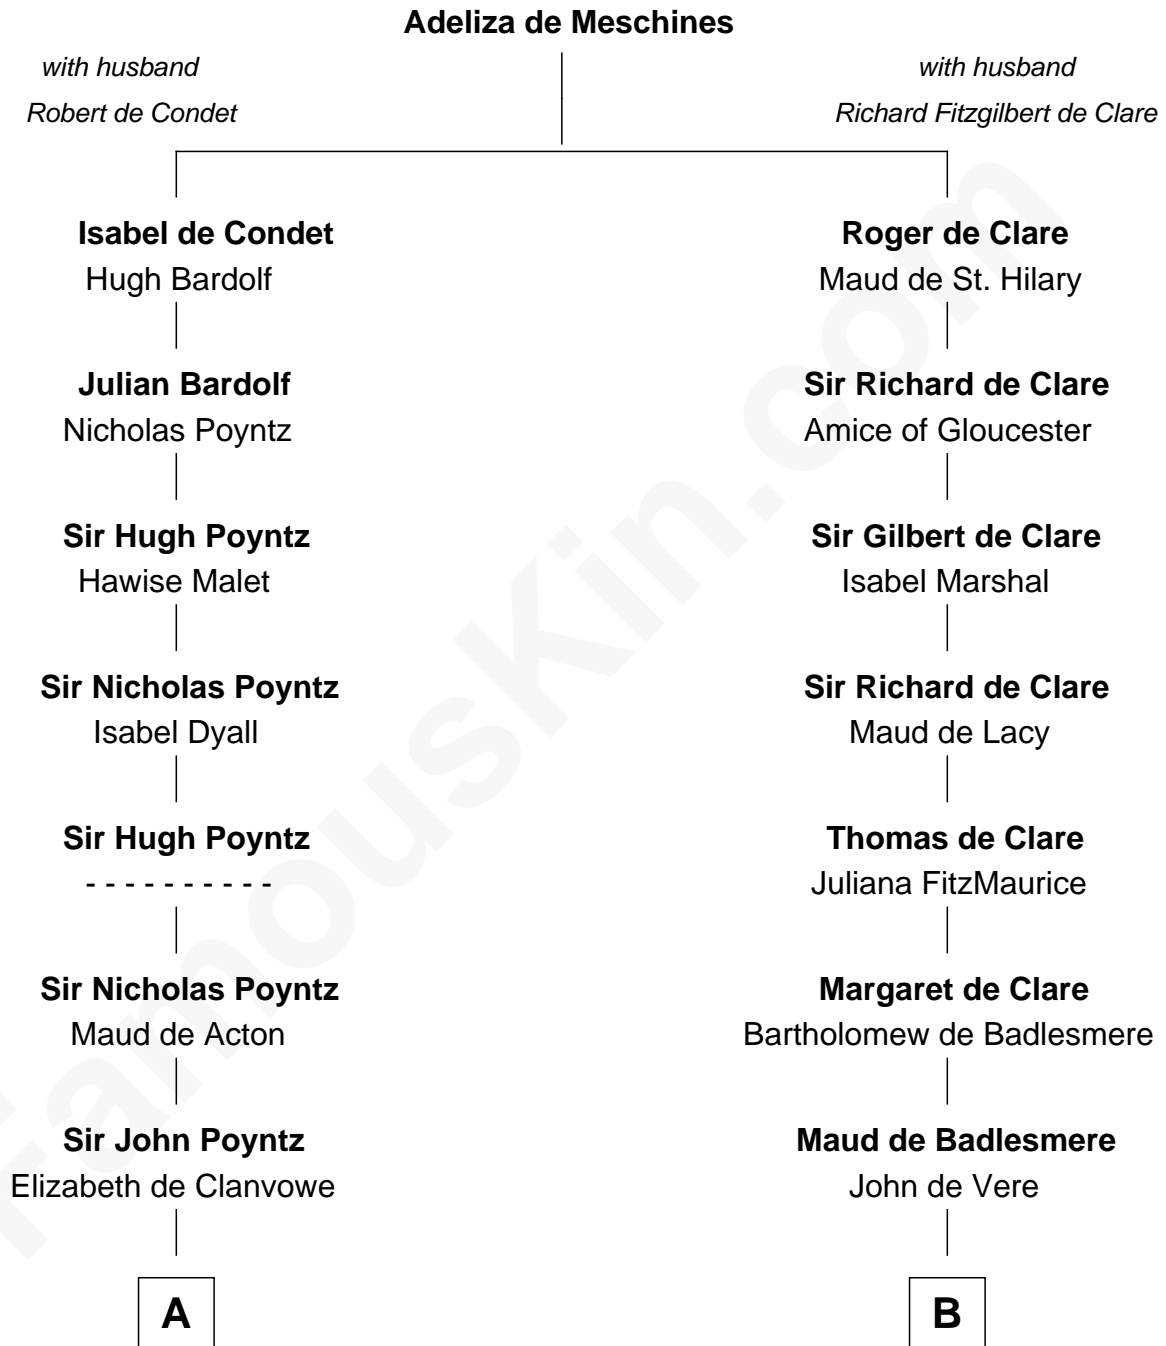 Adeliza de Meschines
with husband
Robert de Condet
with husband
Richard Fitzgilbert de Clare
Isabel de Condet
Hugh Bardolf
Roger de Clare
Maud de St. Hilary
Julian Bardolf
Nicholas Poyntz
Sir Richard de Clare
Amice of Gloucester
Sir Hugh Poyntz
Hawise Malet
Sir Gilbert de Clare
Isabel Marshal
Sir Nicholas Poyntz
Isabel Dyall
Sir Richard de Clare
Maud de Lacy
Sir Hugh Poyntz
- - - - - - - - - -
Thomas de Clare
Juliana FitzMaurice
Sir Nicholas Poyntz
Maud de Acton
Margaret de Clare
Bartholomew de Badlesmere
Sir John Poyntz
Elizabeth de Clanvowe
Maud de Badlesmere
John de Vere
A
B
FamousKin.com